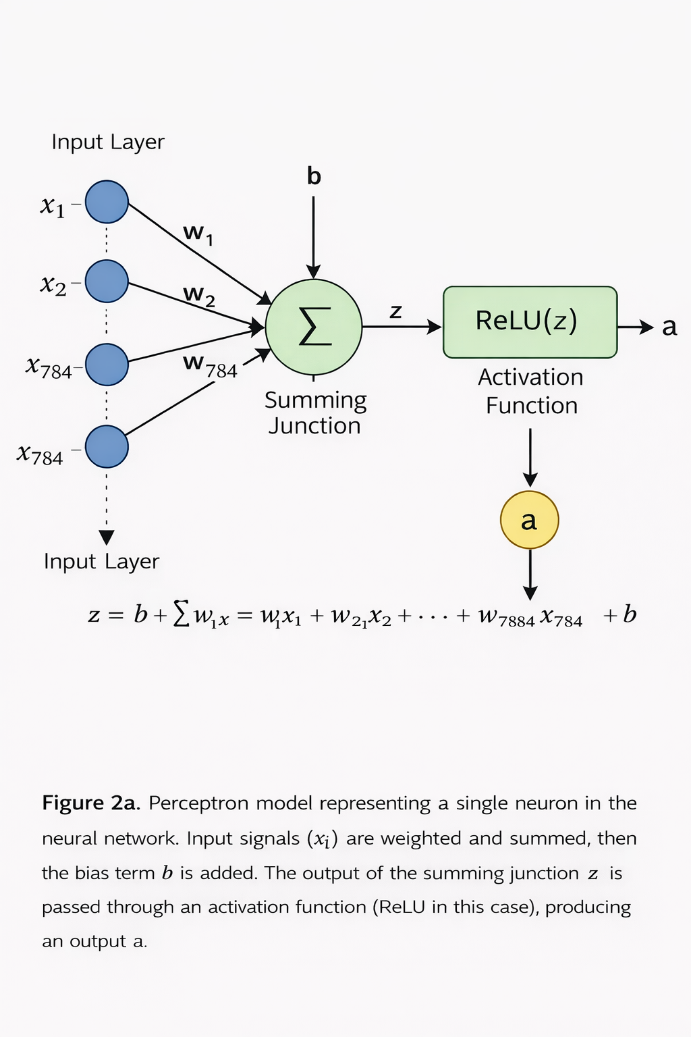 Input Layer
b
x₁
w₁
x₂
w₂
z
∑
ReLU(z)
a
x₇₈₄
w₇₈₄
Activation
Function
Summing
Junction
x₇₈₄
a
Input Layer
z = b + ∑ w₁x = w₁x₁ + w₂₁x₂ + · · · + w₇₈₈₄ x₇₈₄ + b
Figure 2a. Perceptron model representing a single neuron in the
neural network. Input signals (xᵢ) are weighted and summed, then
the bias term b is added. The output of the summing junction z is
passed through an activation function (ReLU in this case), producing
an output a.